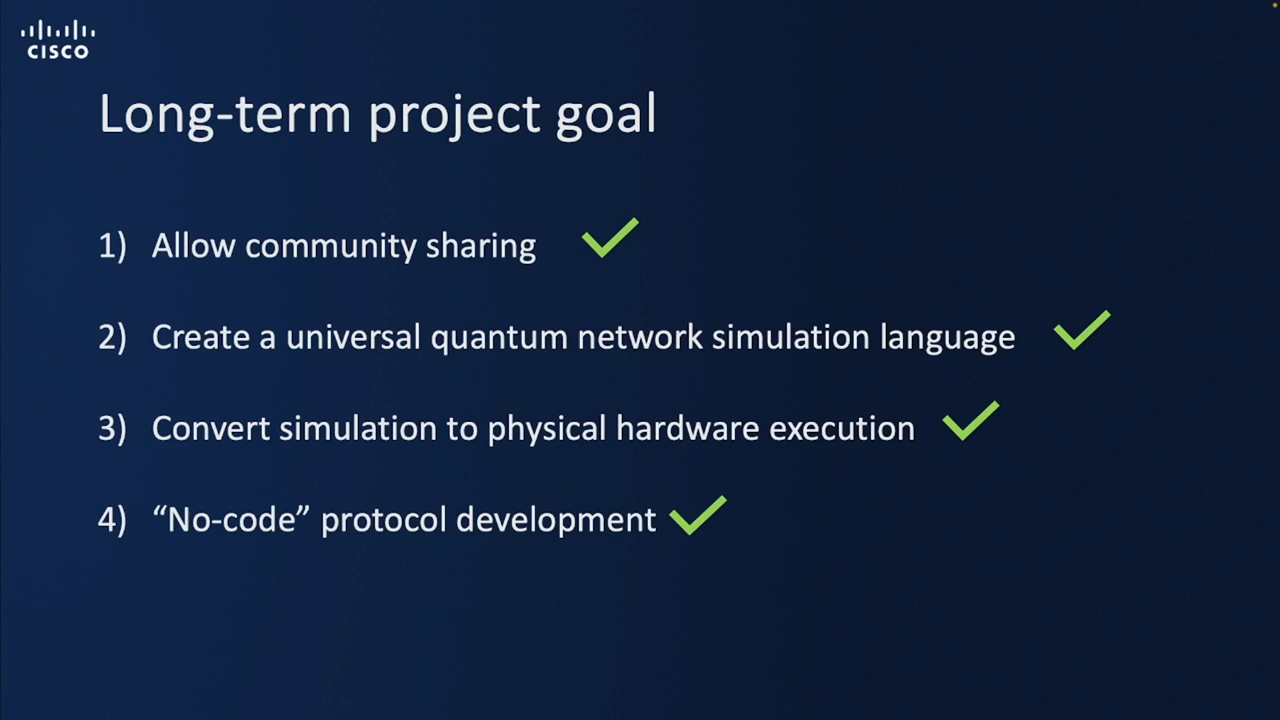 CISCO
Long-term project goal
1) Allow community sharing
2) Create a universal quantum network simulation language
3) Convert simulation to physical hardware execution
4) “No-code” protocol development